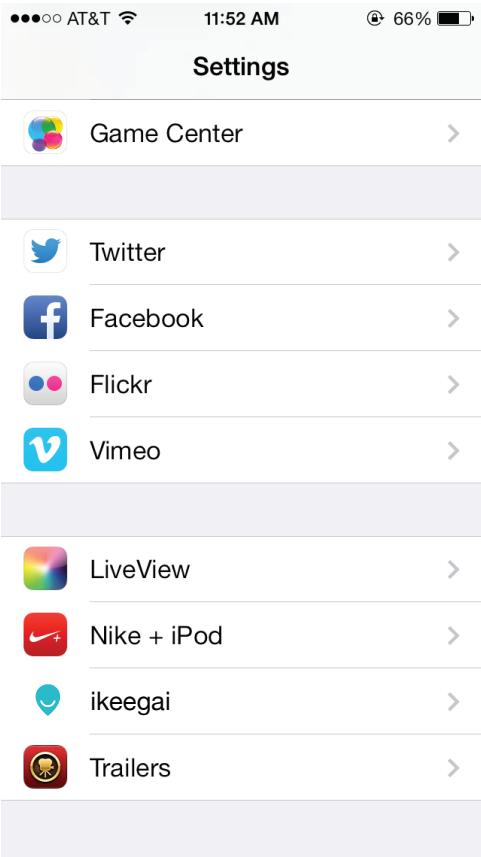 AT&T 11:52 AM 66%
Settings
Game Center
Twitter
Facebook
Flickr
Vimeo
LiveView
Nike + iPod
ikeegai
Trailers